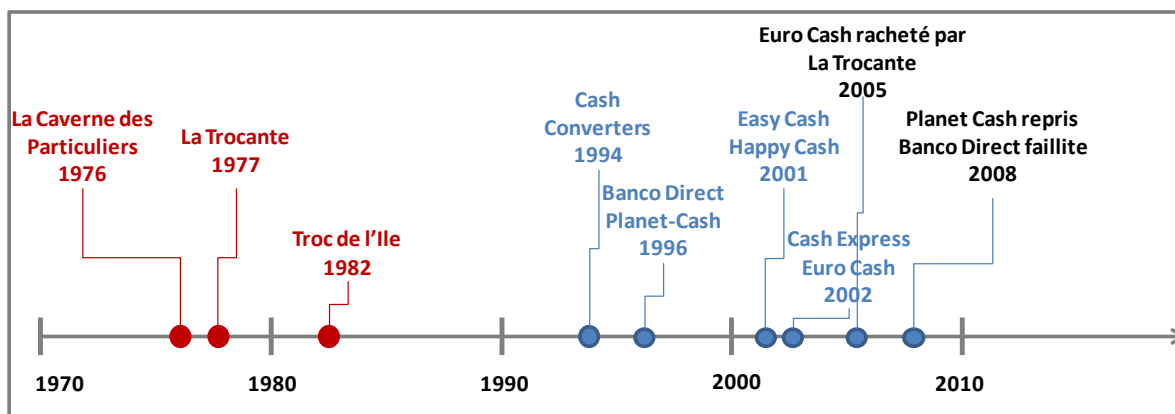 La Caverne des
Particuliers
1976
La Trocante
1977
Troc de l’Ile
1982
Cash
Converters
1994
Banco Direct
Planet-Cash
1996
Easy Cash
Happy Cash
2001
Cash Express
Euro Cash
2002
Euro Cash racheté par
La Trocante
2005
Planet Cash repris
Banco Direct faillite
2008
1970
1980
1990
2000
2010